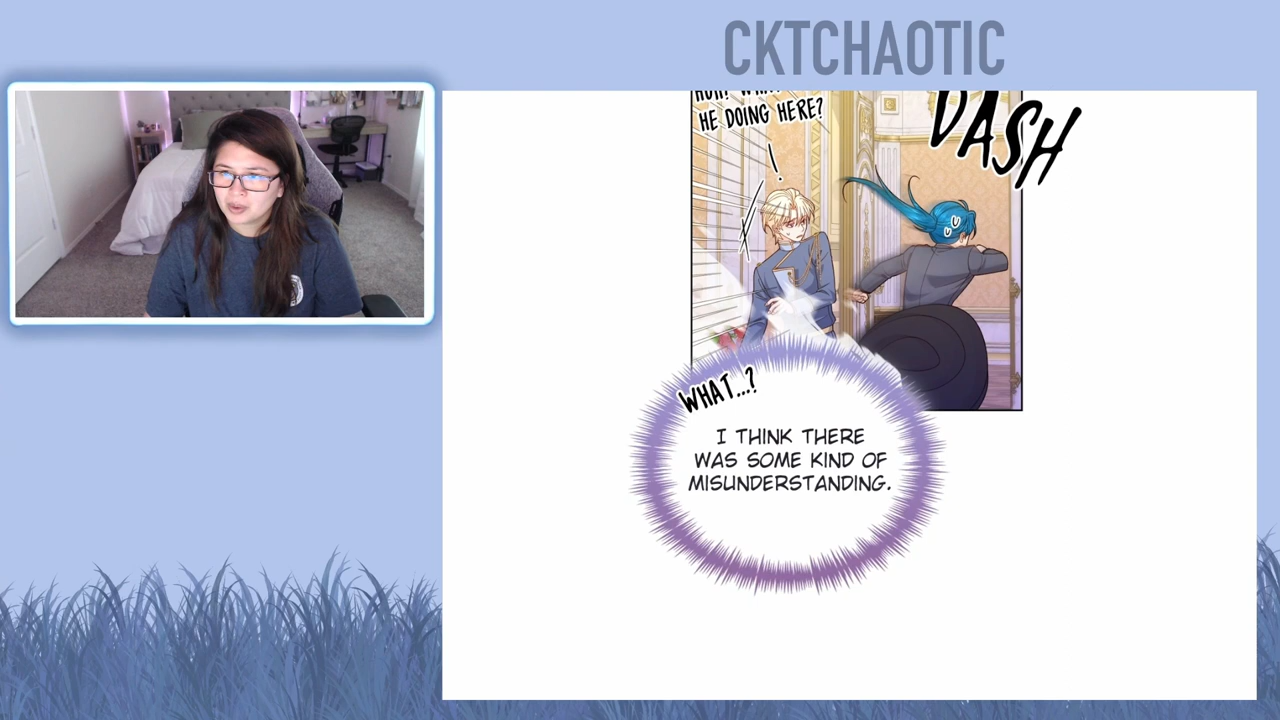 CKTCHAOTIC
HE DOING HERE?
DASH
!
WHAT...?
I THINK THERE
WAS SOME KIND OF
MISUNDERSTANDING.